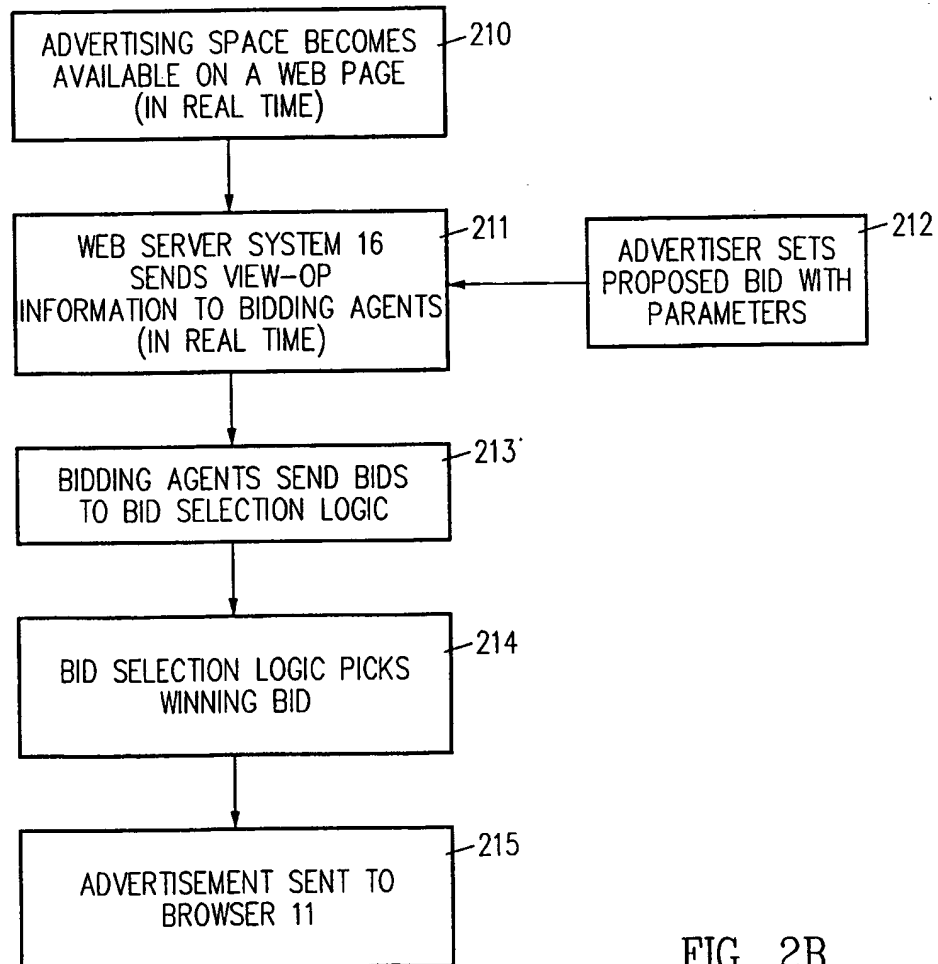 ADVERTISING SPACE BECOMES
AVAILABLE ON A WEB PAGE
(IN REAL TIME)
210
WEB SERVER SYSTEM 16
SENDS VIEW-OP
INFORMATION TO BIDDING AGENTS
(IN REAL TIME)
211
ADVERTISER SETS
PROPOSED BID WITH
PARAMETERS
212
BIDDING AGENTS SEND BIDS
TO BID SELECTION LOGIC
213
BID SELECTION LOGIC PICKS
WINNING BID
214
ADVERTISEMENT SENT TO
BROWSER 11
215
FIG. 2B